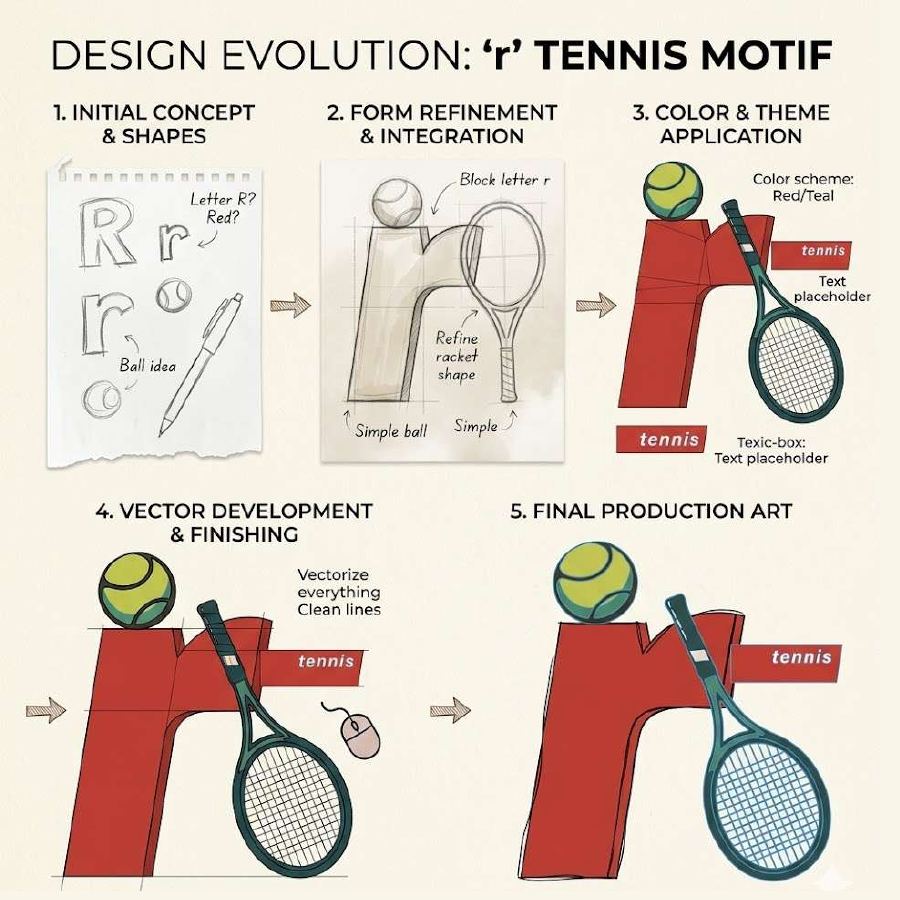 DESIGN EVOLUTION: ‘r’ TENNIS MOTIF
1. INITIAL CONCEPT
& SHAPES
R
r
Letter R?
Red?
r
Ball idea
2. FORM REFINEMENT
& INTEGRATION
Block letter r
Refine
racket
shape
Simple ball
Simple
3. COLOR & THEME
APPLICATION
Color scheme:
Red/Teal
tennis
Text
placeholder
tennis
Texic-box:
Text placeholder
4. VECTOR DEVELOPMENT
& FINISHING
Vectorize
everything
Clean lines
tennis
5. FINAL PRODUCTION ART
tennis